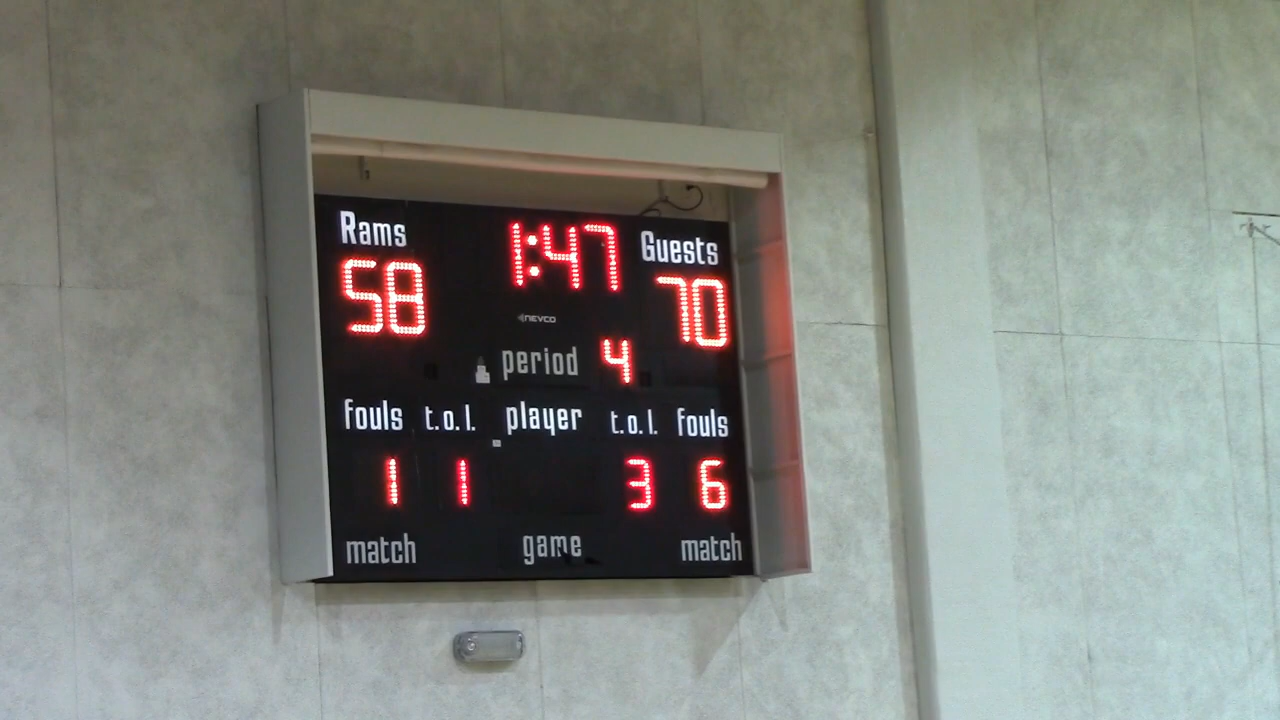 Rams 1:47 Guests
58 70
NEVCO
period 4
fouls t.o.l. player t.o.l. fouls
1 1 3 6
match game match